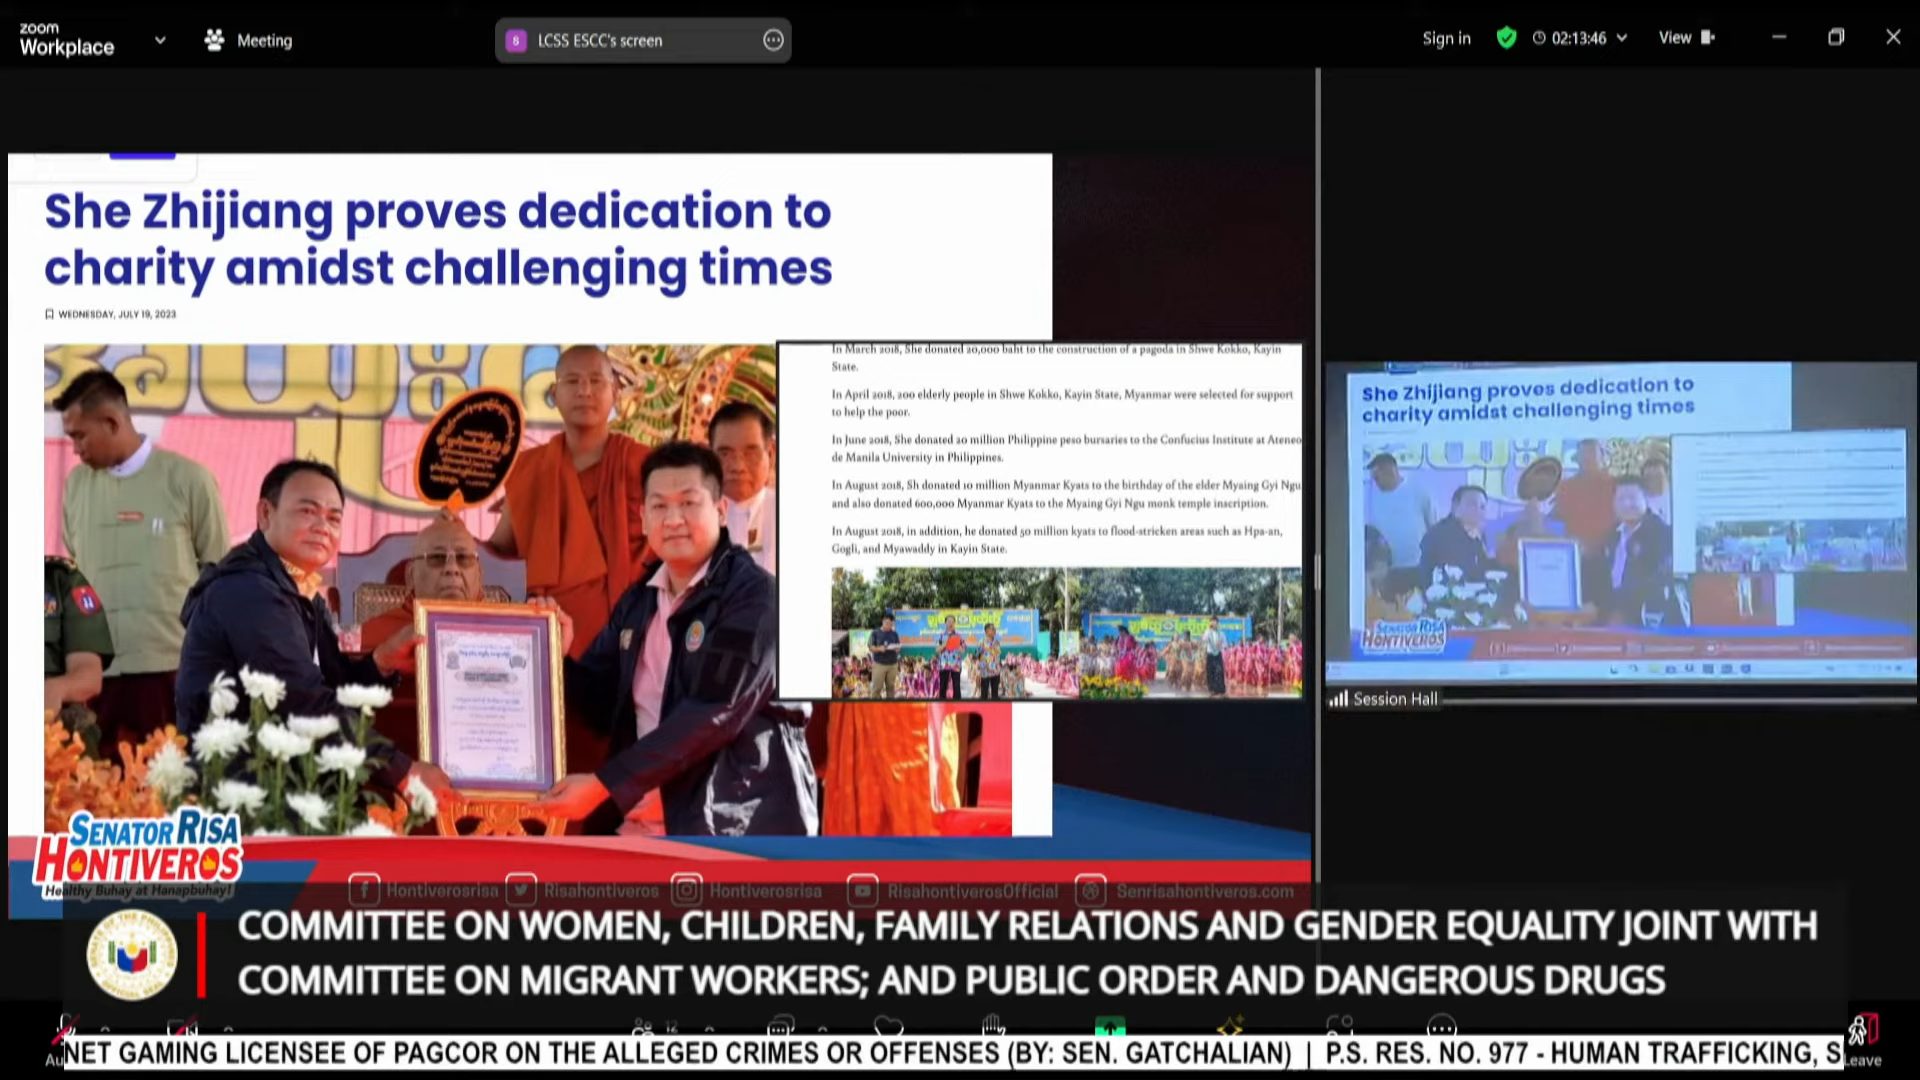 zoom
Workplace
Meeting
S LCSS ESCC's screen
Sign in
02:13:46
View
She Zhijiang proves dedication to
charity amidst challenging times
WEDNESDAY, JULY 19, 2023
In March 2018, She donated 20,000 baht to the construction of a pagoda in Shwe Kokko, Kayin
State.
In April 2018, 200 elderly people in Shwe Kokko, Kayin State, Myanmar were selected for support
to help the poor.
In June 2018, She donated 20 million Philippine peso bursaries to the Confucius Institute at Ateneo
de Manila University in Philippines.
In August 2018, Sh donated 10 million Myanmar Kyats to the birthday of the elder Myaing Gyi Ngu
and also donated 600,000 Myanmar Kyats to the Myaing Gyi Ngu monk temple inscription.
In August 2018, in addition, he donated 50 million kyats to flood-stricken areas such as Hpa-an,
Gogli, and Myawaddy in Kayin State.
She Zhijiang proves dedication to
charity amidst challenging times
SENATOR RISA
HONTIVEROS
Session Hall
SENATOR RISA
HONTIVEROS
Healthy Buhay at Hanapbuhay!
Hontiverosrisa
Risahontiveros
Hontiverosrisa
RisahontiverosOfficial
Senrisahontiveros.com
COMMITTEE ON WOMEN, CHILDREN, FAMILY RELATIONS AND GENDER EQUALITY JOINT WITH
COMMITTEE ON MIGRANT WORKERS; AND PUBLIC ORDER AND DANGEROUS DRUGS
12
NET GAMING LICENSEE OF PAGCOR ON THE ALLEGED CRIMES OR OFFENSES (BY: SEN. GATCHALIAN) | P.S. RES. NO. 977 - HUMAN TRAFFICKING, S
Leave